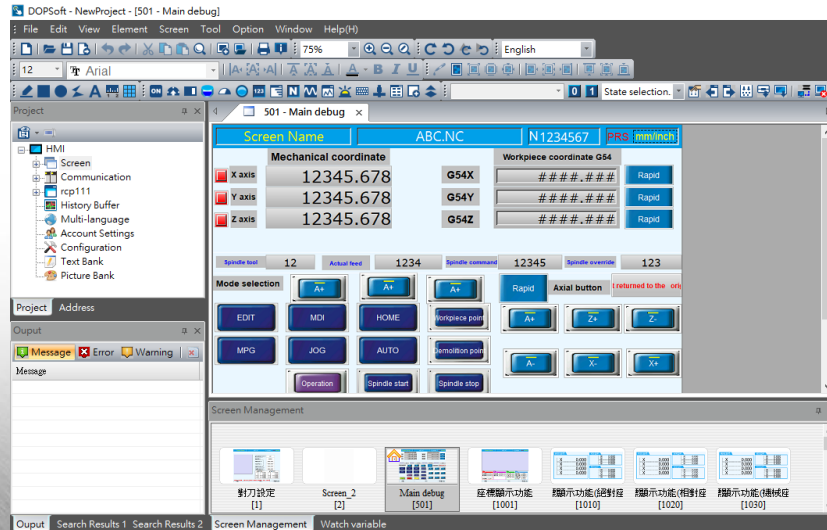 DOPSoft - NewProject - [501 - Main debug]
File Edit View Element Screen Tool Option Window Help(H)
75% English
12 Arial
State selection.
Project
501 - Main debug
HMI
Screen
Communication
rcp111
History Buffer
Multi-language
Account Settings
Configuration
Text Bank
Picture Bank
Project Address
Screen Name ABC.NC N1234567 PRS mm/inch
Mechanical coordinate Workpiece coordinate G54
X axis 12345.678 G54X ####.### Rapid
Y axis 12345.678 G54Y ####.### Rapid
Z axis 12345.678 G54Z ####.### Rapid
Spindle tool 12 Actual feed 1234 Spindle command 12345 Spindle override 123
Mode selection A+ A+ A+ Rapid Axial button t returned to the orig
EDIT MDI HOME Workpiece poin A+ Z+ Z-
MPG JOG AUTO Demolition poin A- X- X+
Operation Spindle start Spindle stop
Ouput
Message Error Warning
Message
Screen Management
對刀設定 Screen_2 Main debug 座標顯示功能
[1] [2] [501] [1001] [1010] [1020] [1030]
Ouput Search Results 1 Search Results 2 Screen Management Watch variable